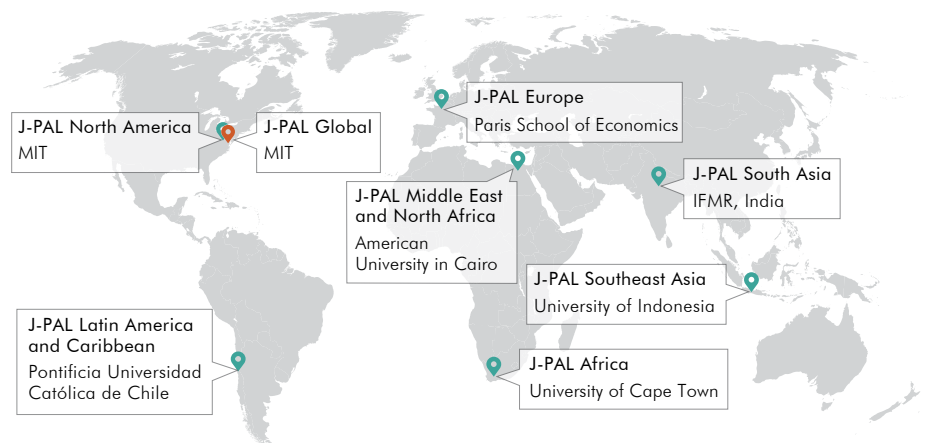 J-PAL North America
MIT
J-PAL Global
MIT
J-PAL Europe
Paris School of Economics
J-PAL Middle East
and North Africa
American
University in Cairo
J-PAL South Asia
IFMR, India
J-PAL Southeast Asia
University of Indonesia
J-PAL Latin America
and Caribbean
Pontificia Universidad
Católica de Chile
J-PAL Africa
University of Cape Town